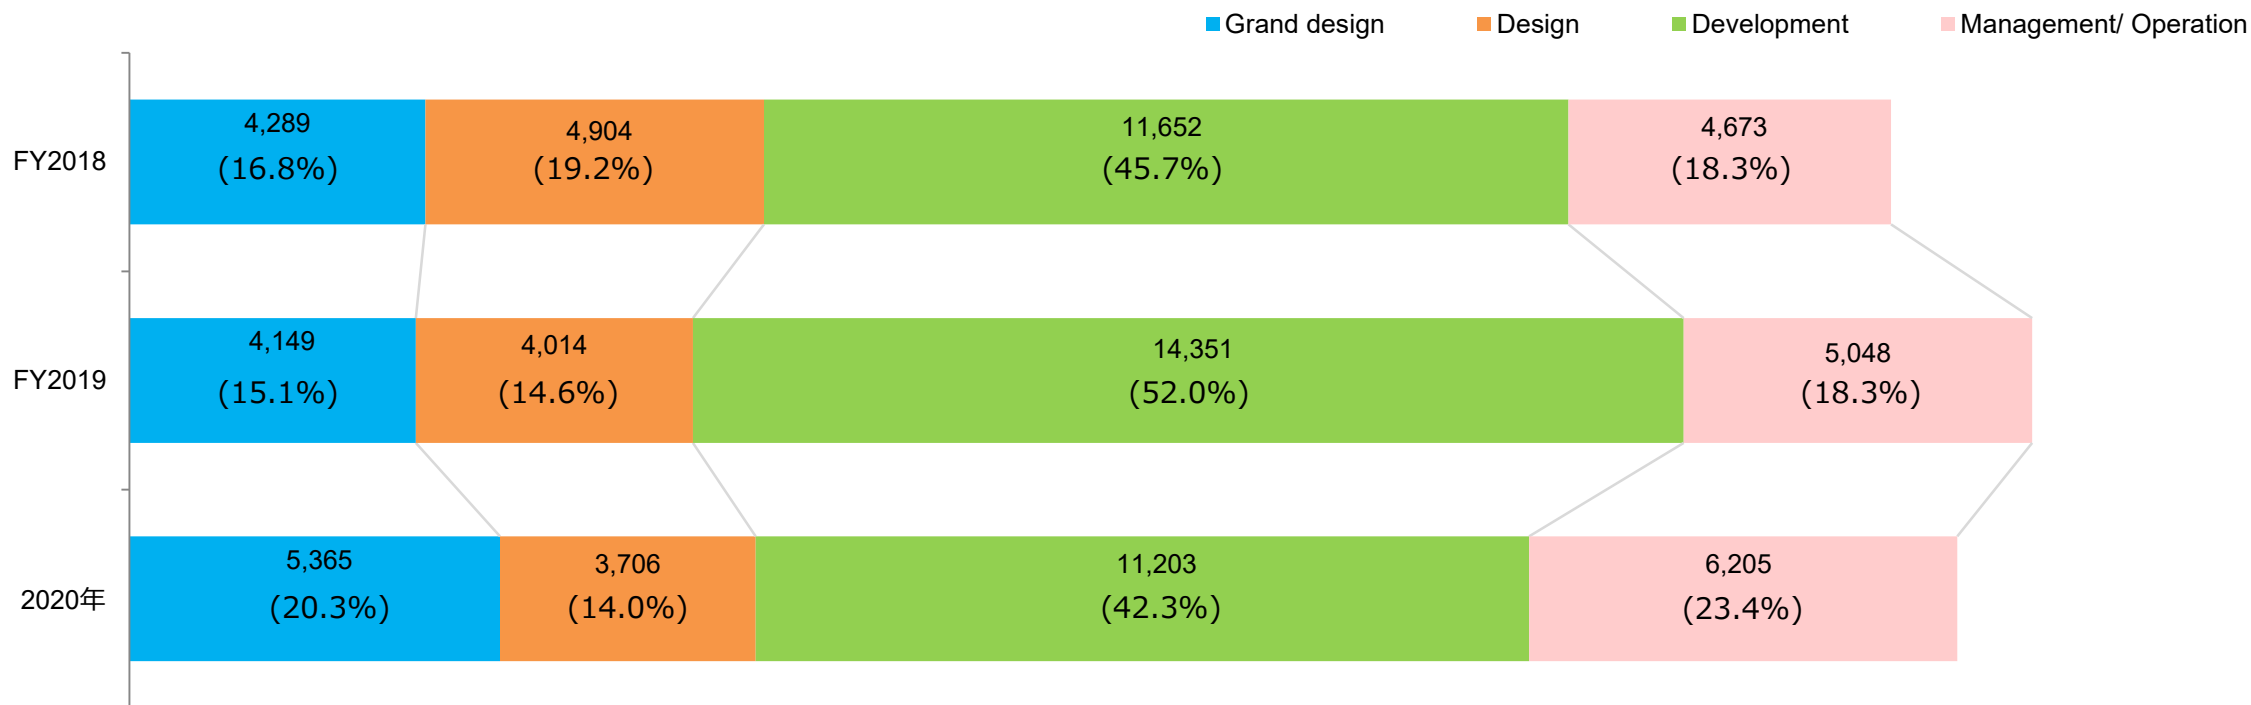 Grand design Design Development Management/ Operation
FY2018
4,289 4,904 11,652 4,673
(16.8%) (19.2%) (45.7%) (18.3%)
FY2019
4,149 4,014 14,351 5,048
(15.1%) (14.6%) (52.0%) (18.3%)
2020年
5,365 3,706 11,203 6,205
(20.3%) (14.0%) (42.3%) (23.4%)